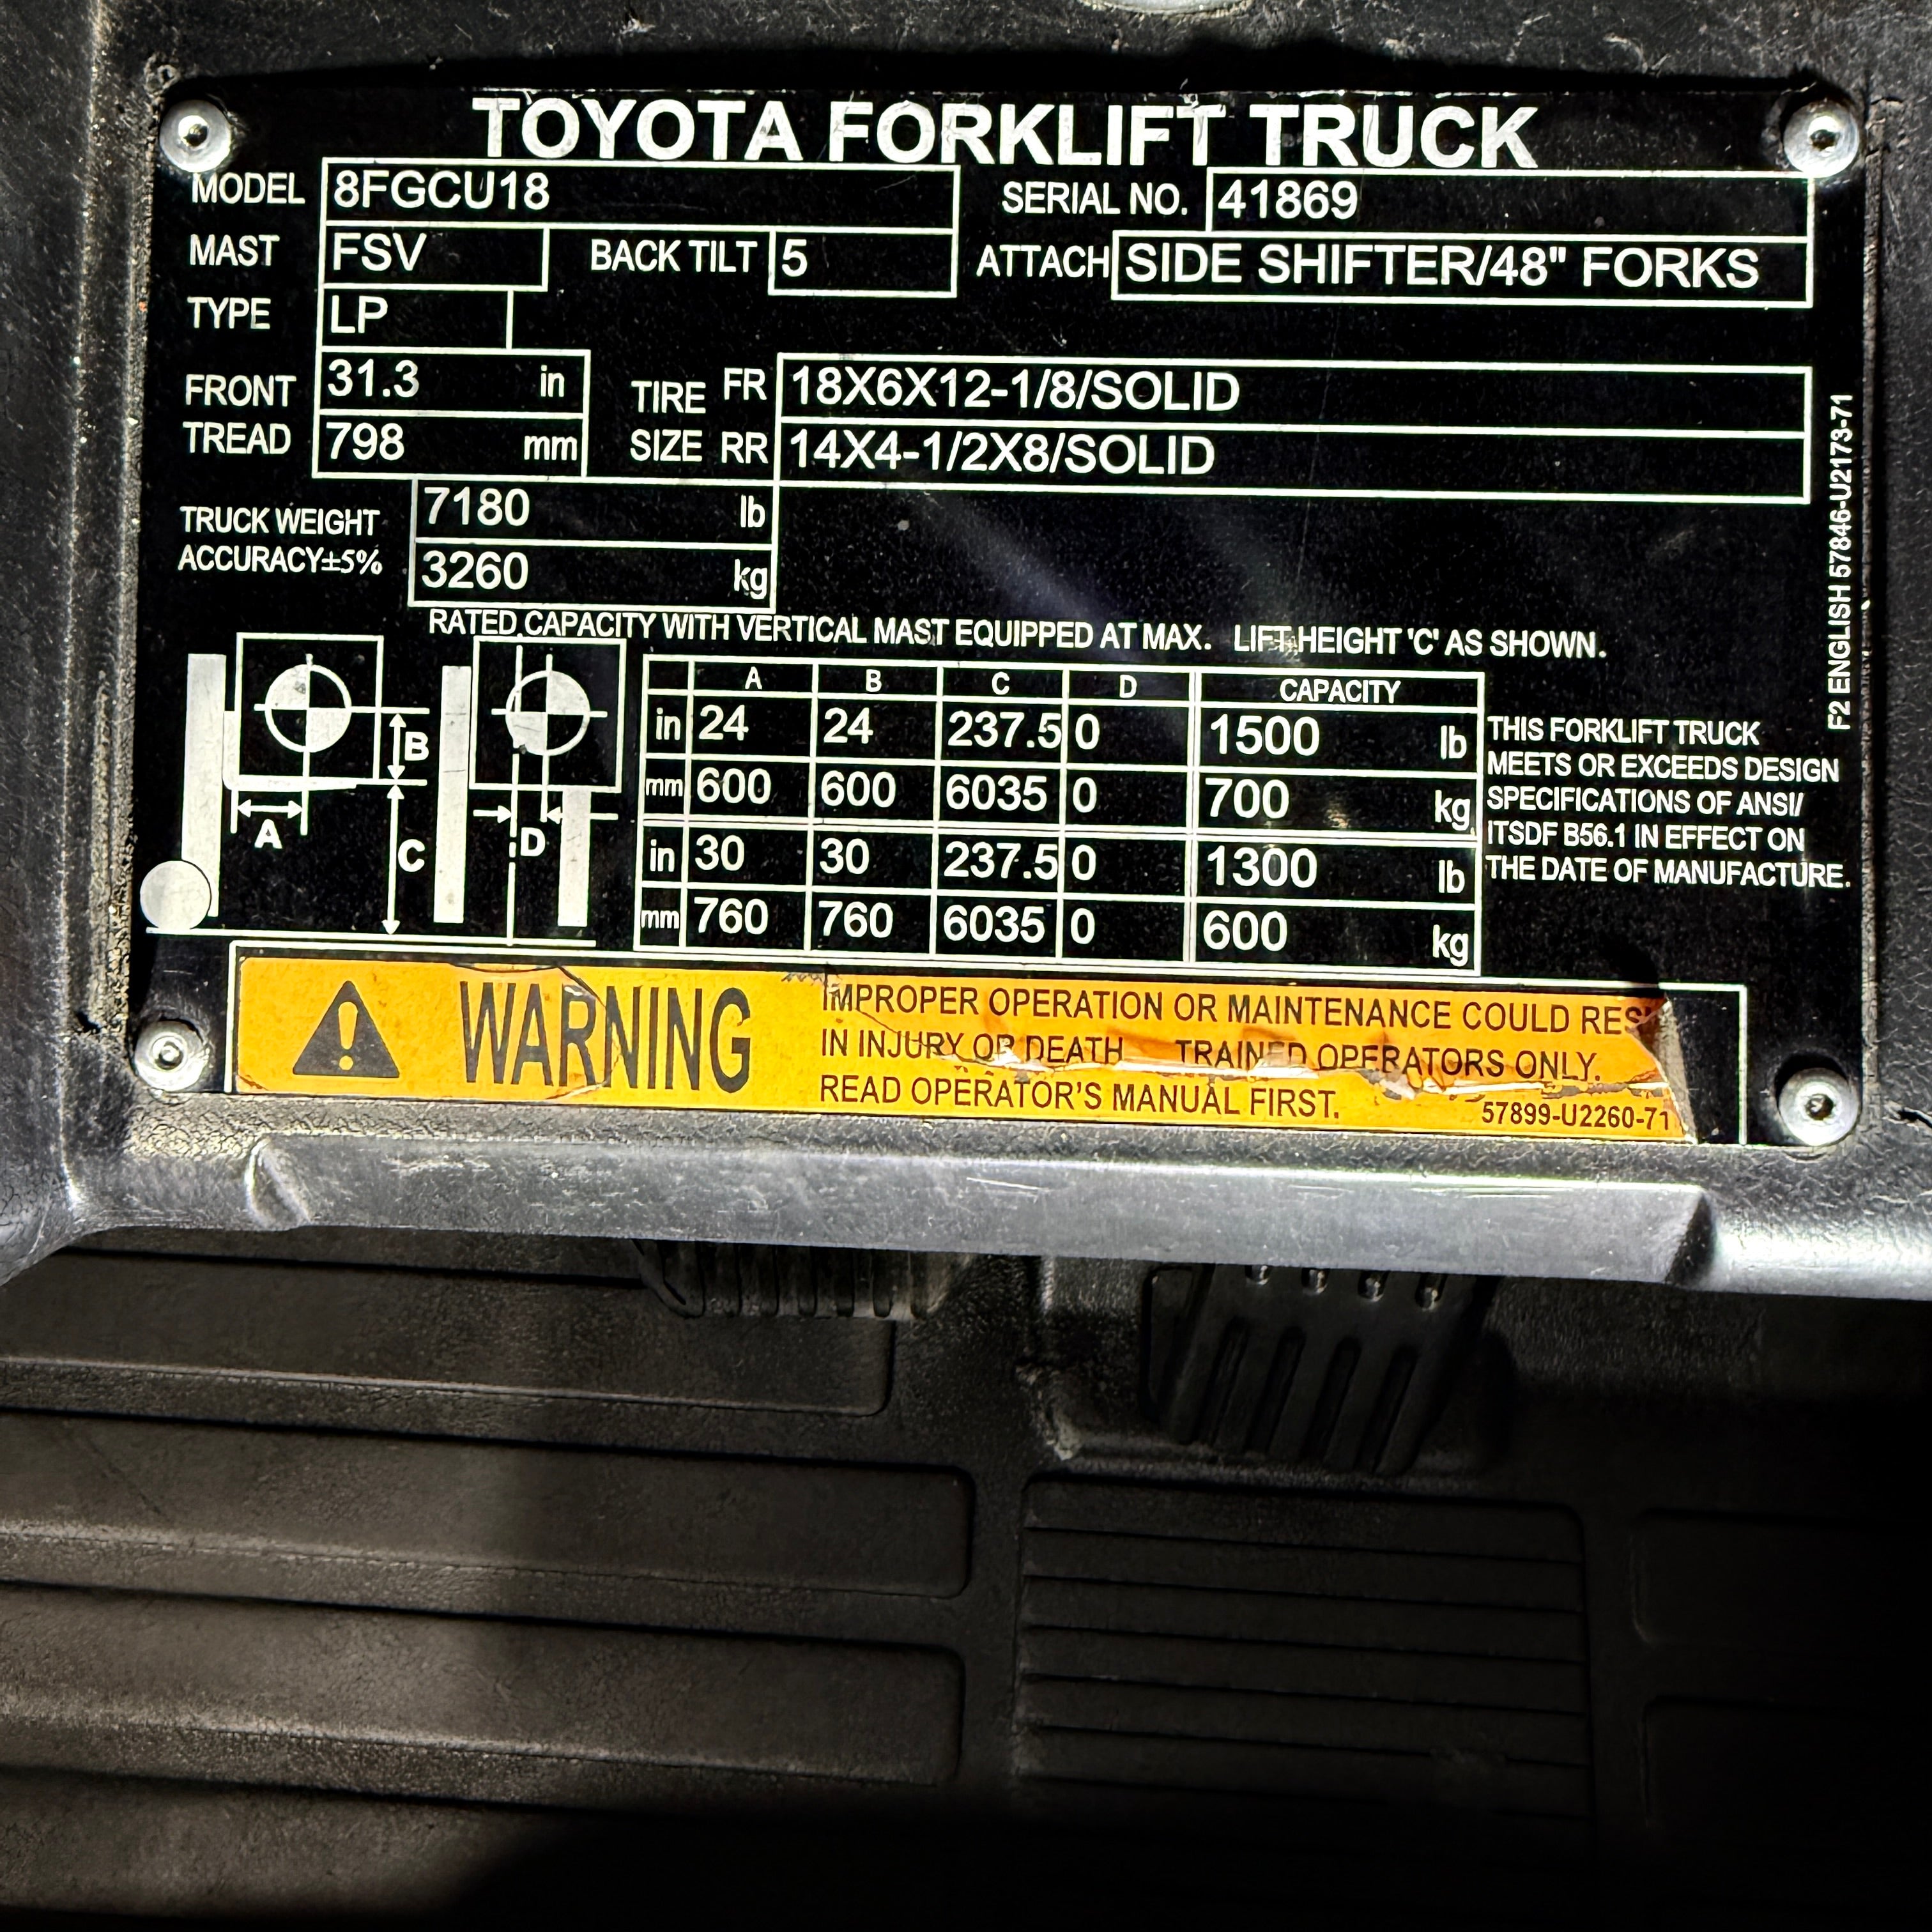 TOYOTA FORKLIFT TRUCK
MODEL 8FGCU18 SERIAL NO. 41869
MAST FSV BACK TILT 5 ATTACH SIDE SHIFTER/48" FORKS
TYPE LP
FRONT TREAD 31.3 in TIRE SIZE FR 18X6X12-1/8/SOLID
798 mm RR 14X4-1/2X8/SOLID
TRUCK WEIGHT 7180 lb
ACCURACY±5% 3260 kg
RATED CAPACITY WITH VERTICAL MAST EQUIPPED AT MAX. LIFT HEIGHT 'C' AS SHOWN.
A B C D
A B C D CAPACITY
in 24 24 237.5 0 1500 lb
mm 600 600 6035 0 700 kg
in 30 30 237.5 0 1300 lb
mm 760 760 6035 0 600 kg
THIS FORKLIFT TRUCK
MEETS OR EXCEEDS DESIGN
SPECIFICATIONS OF ANSI/
ITSDF B56.1 IN EFFECT ON
THE DATE OF MANUFACTURE.
F2 ENGLISH 57846-U2173-71
WARNING
IMPROPER OPERATION OR MAINTENANCE COULD
IN INJURY OR DEATH TRAINED OPERATORS ONLY.
READ OPERATOR'S MANUAL FIRST.
57899-U2260-71